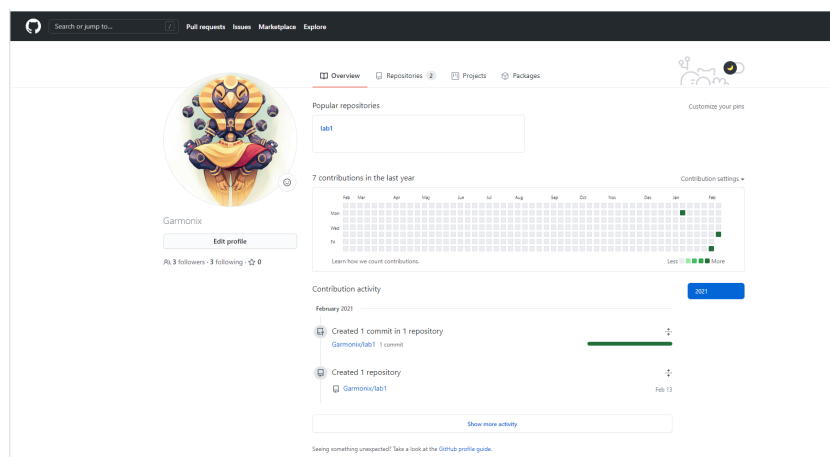 Search or jump to... /
Pull requests Issues Marketplace Explore
Overview Repositories 2 Projects Packages
Popular repositories Customize your pins
lab1
7 contributions in the last year Contribution settings
Feb Mar Apr May Jun Jul Aug Sep Oct Nov Dec Jan Feb
Mon
Wed
Fri
Learn how we count contributions. Less More
Garmonix
Edit profile
3 followers · 3 following · 0
Contribution activity 2021
February 2021
Created 1 commit in 1 repository
Garmonix/lab1 1 commit
Created 1 repository
Garmonix/lab1 Feb 13
Show more activity
Seeing something unexpected? Take a look at the GitHub profile guide.